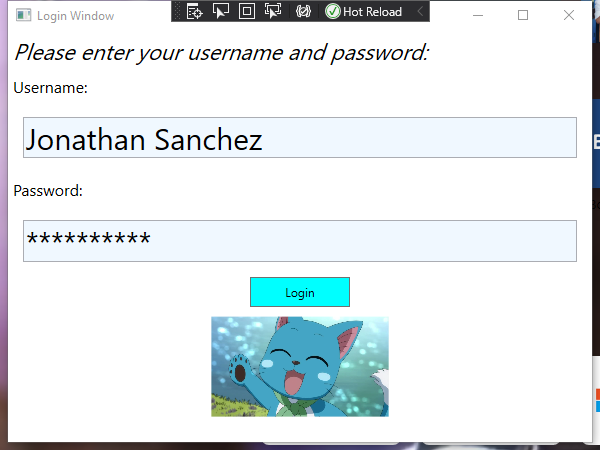 Login Window
Hot Reload
Please enter your username and password:
Username:
Jonathan Sanchez
Password:
**********
Login